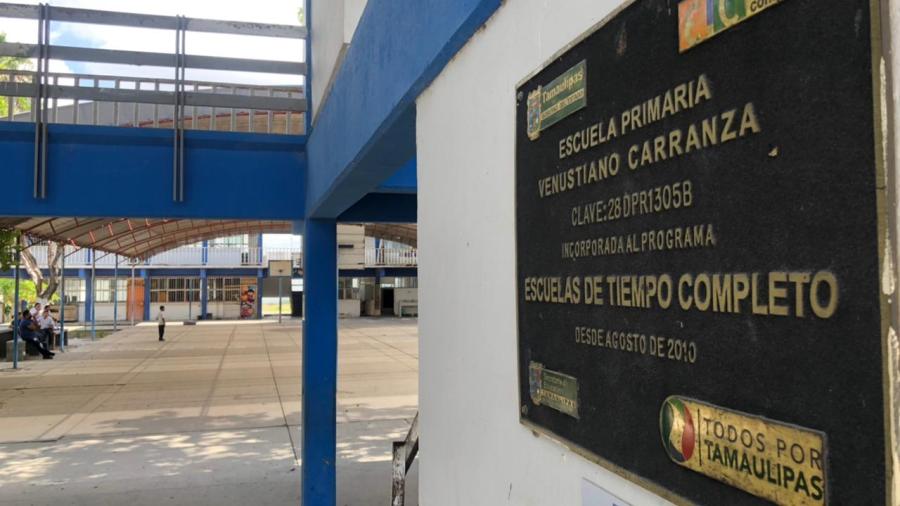 Tamaulipas
ESCUELA PRIMARIA
VENUSTIANO CARRANZA
CLAVE: 28DPR1305B
INCORPORADA AL PROGRAMA
ESCUELAS DE TIEMPO COMPLETO
DESDE AGOSTO DE 2010
TAMAULIPAS
TODOS POR
TAMAULIPAS